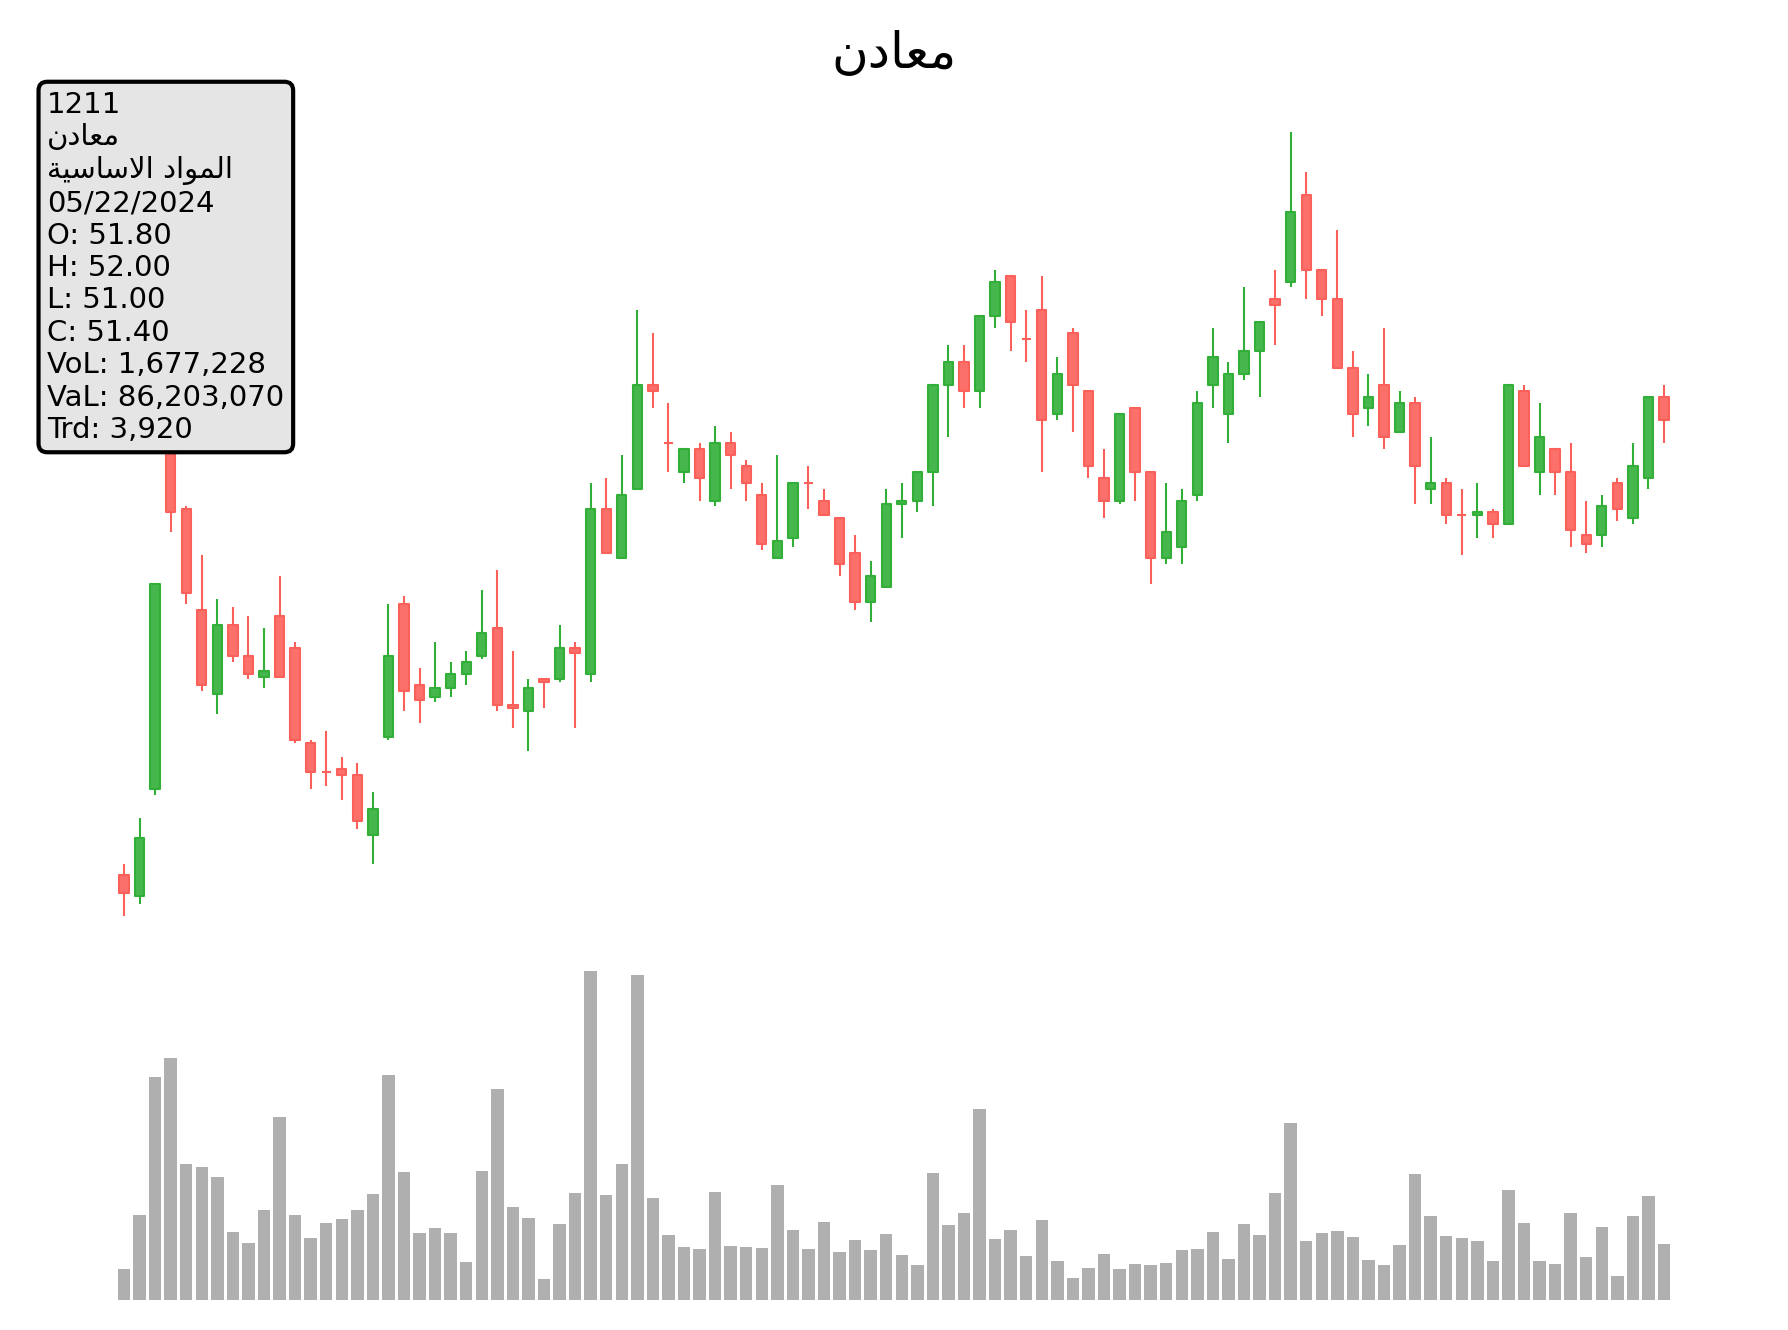 معادن
1211
معادن
المواد الاساسية
05/22/2024
O: 51.80
H: 52.00
L: 51.00
C: 51.40
VoL: 1,677,228
VaL: 86,203,070
Trd: 3,920